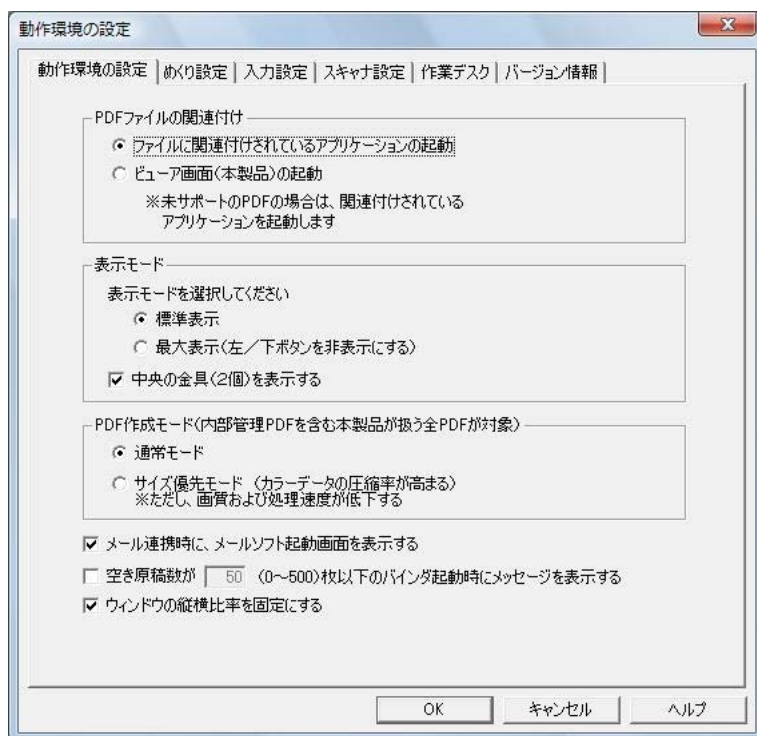 動作環境の設定
動作環境の設定 めくり設定 入力設定 スキャナ設定 作業デスク バージョン情報
PDFファイルの関連付け
ファイルに関連付けされているアプリケーションの起動
ビューア画面(本製品)の起動
※未サポートのPDFの場合は、関連付けされている
アプリケーションを起動します
表示モード
表示モードを選択してください
標準表示
最大表示(左／下ボタンを非表示にする)
中央の金具(2個)を表示する
PDF作成モード(内部管理PDFを含む本製品が扱う全PDFが対象)
通常モード
サイズ優先モード (カラーデータの圧縮率が高まる)
※ただし、画質および処理速度が低下する
メール連携時に、メールソフト起動画面を表示する
空き原稿数が 50 (0～500)枚以下のバインダ起動時にメッセージを表示する
ウィンドウの縦横比率を固定にする
OK キャンセル ヘルプ